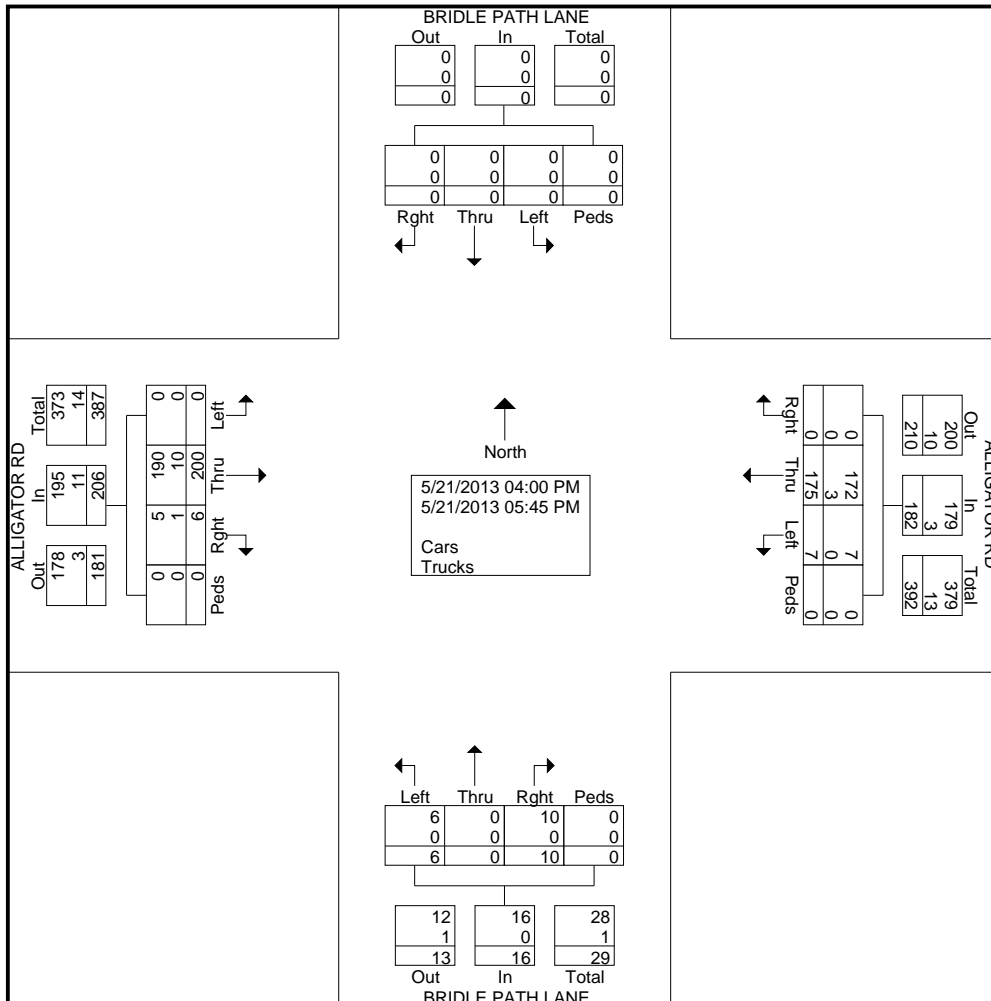 BRIDLE PATH LANE
Out In Total
0 0 0
0 0 0
0 0 0
0 0 0 0
0 0 0 0
0 0 0 0
Rght Thru Left Peds
ALLIGATOR RD
Total In Out
373 195 178
14 11 3
387 206 181
0 190 5 0
0 10 1 0
0 200 6 0
Left Thru Rght Peds
North
5/21/2013 04:00 PM
5/21/2013 05:45 PM
Cars
Trucks
Rght Thru Left Peds
0 172 7 0
0 3 0 0
0 175 7 0
Out In Total
200 179 379
10 3 13
210 182 392
ALLIGATOR RD
Left Thru Rght Peds
6 0 10 0
0 0 0 0
6 0 10 0
12 16 28
1 0 1
13 16 29
Out In Total
BRIDLE PATH LANE